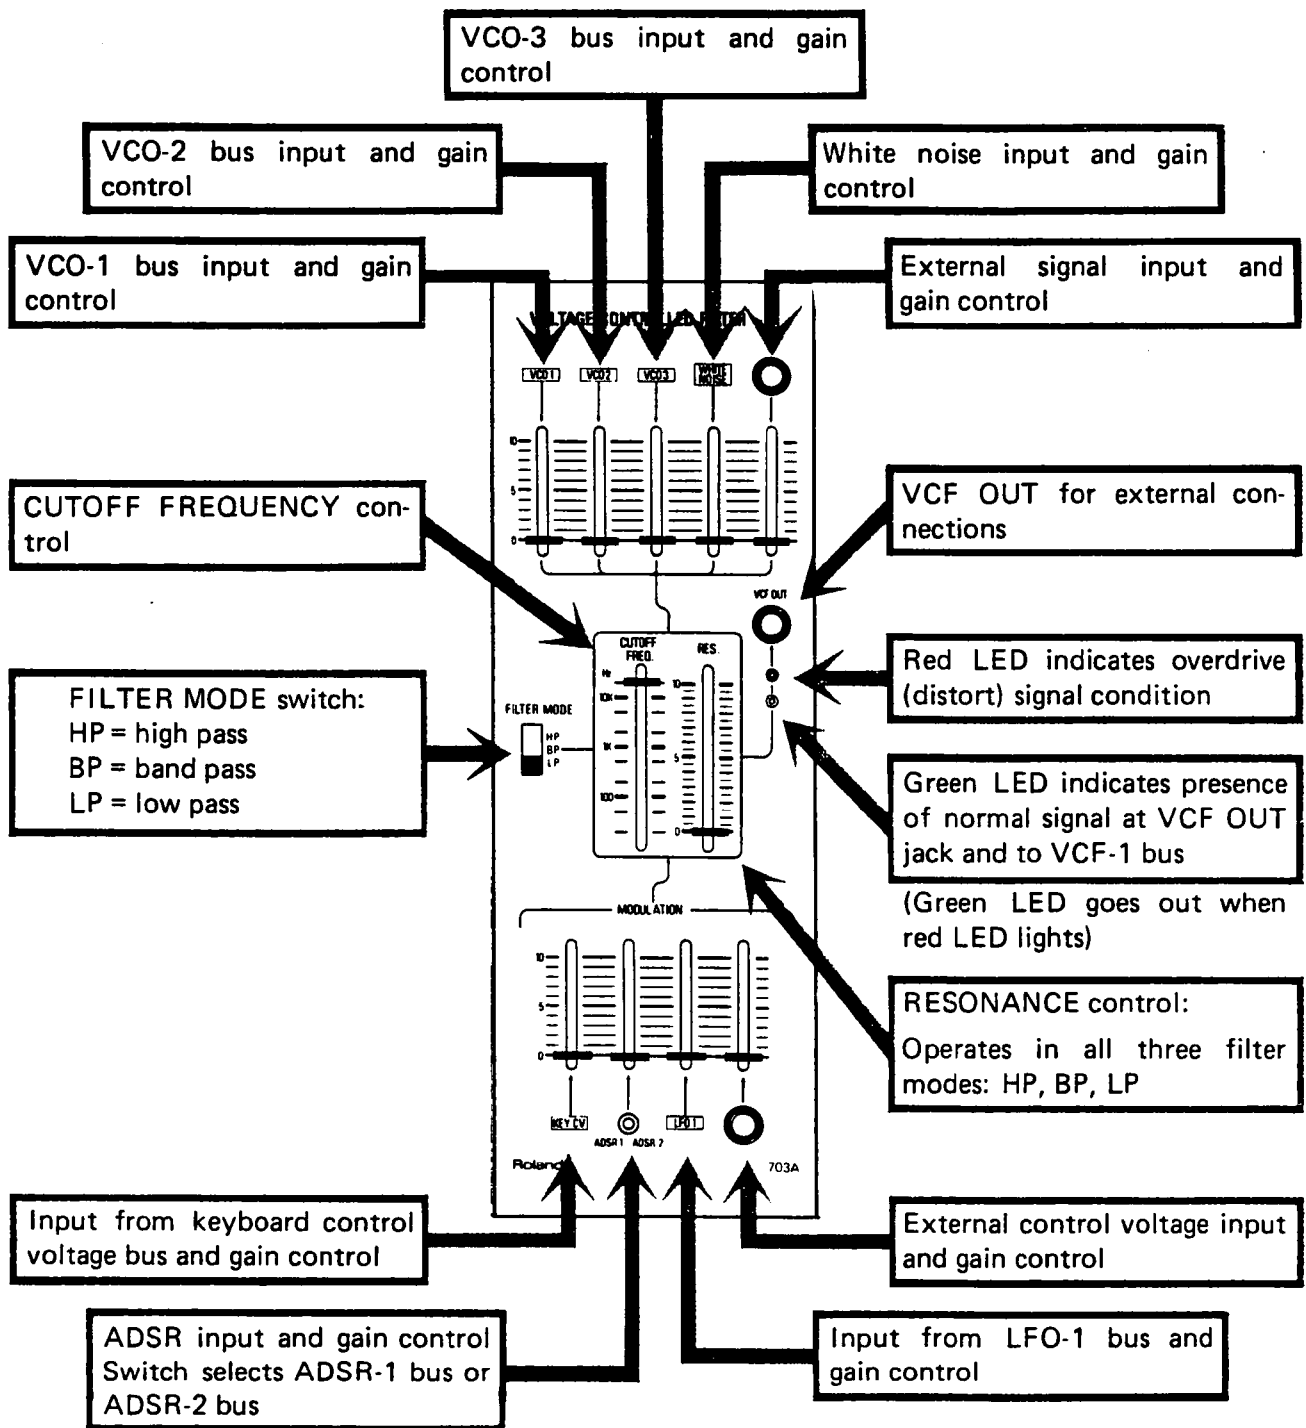 VCO-3 bus input and gain
control
VCO-2 bus input and gain
control
White noise input and gain
control
VCO-1 bus input and gain
control
External signal input and
gain control
VCO1
VCO2
VCO3
WHITE
NOISE
10
5
0
CUTOFF FREQUENCY con-
trol
VCF OUT for external con-
nections
VCF OUT
CUTOFF
FREQ.
RES.
Hz
10K
1K
100
10
5
0
Red LED indicates overdrive
(distort) signal condition
FILTER MODE switch:
HP = high pass
BP = band pass
LP = low pass
FILTER MODE
HP
BP
LP
Green LED indicates presence
of normal signal at VCF OUT
jack and to VCF-1 bus
(Green LED goes out when
red LED lights)
MODULATION
10
5
0
RESONANCE control:
Operates in all three filter
modes: HP, BP, LP
KEY CV
ADSR 1 ADSR 2
LFO 1
Roland
703A
Input from keyboard control
voltage bus and gain control
External control voltage input
and gain control
ADSR input and gain control
Switch selects ADSR-1 bus or
ADSR-2 bus
Input from LFO-1 bus and
gain control